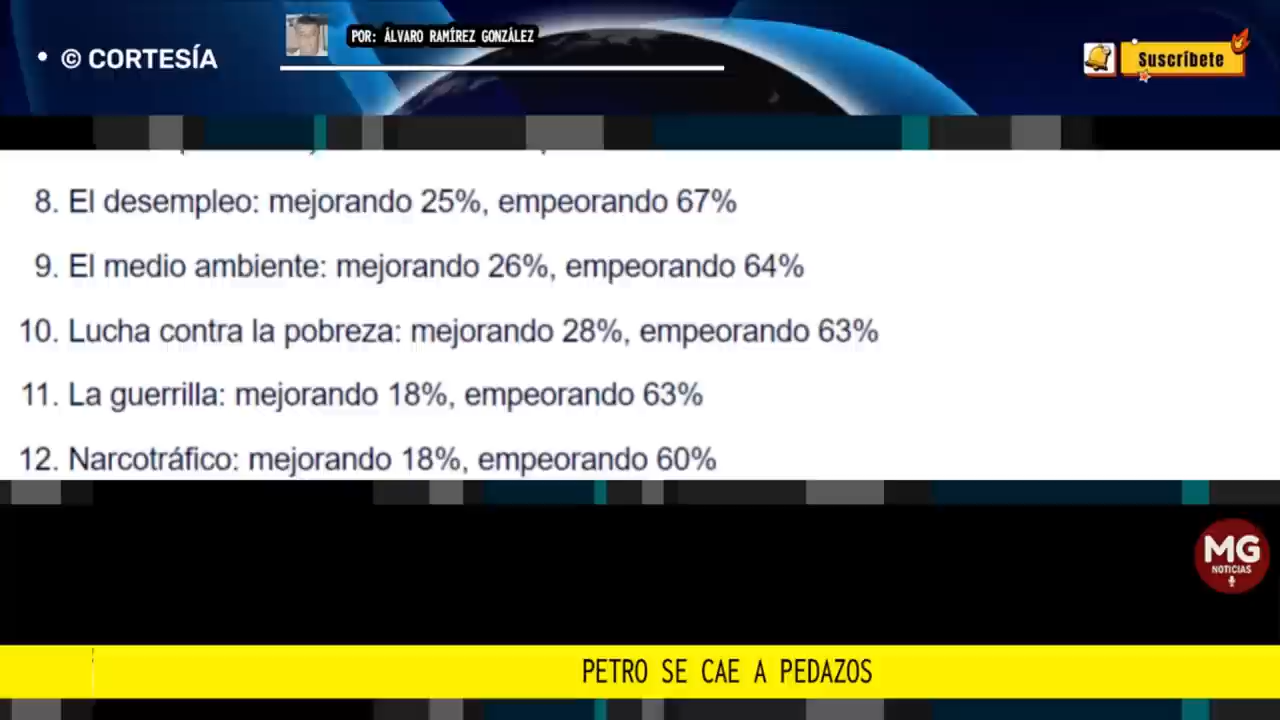 • © CORTESÍA
POR: ÁLVARO RAMÍREZ GONZÁLEZ
Suscríbete
8. El desempleo: mejorando 25%, empeorando 67%
9. El medio ambiente: mejorando 26%, empeorando 64%
10. Lucha contra la pobreza: mejorando 28%, empeorando 63%
11. La guerrilla: mejorando 18%, empeorando 63%
12. Narcotráfico: mejorando 18%, empeorando 60%
MG
NOTICIAS
PETRO SE CAE A PEDAZOS